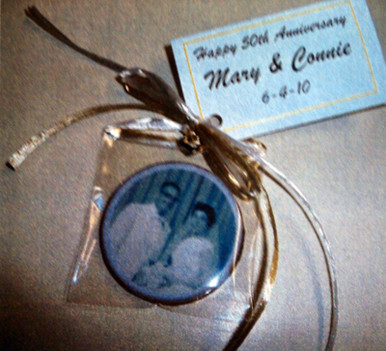 Happy 50th Anniversary
Mary & Connie
6-4-10